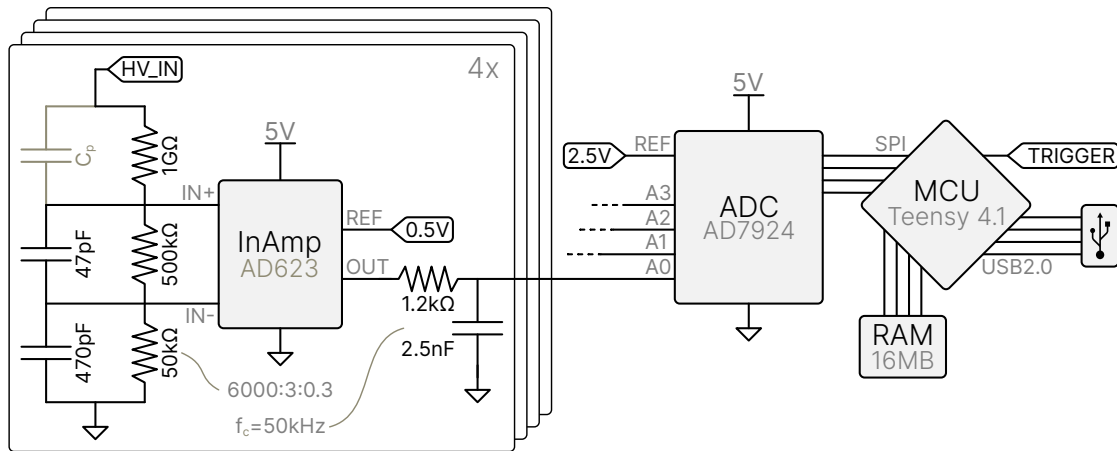 HV_IN
4x
Cₚ
1GΩ
5V
IN+
47pF
500kΩ
InAmp
AD623
REF
0.5V
OUT
1.2kΩ
IN-
470pF
50kΩ
2.5nF
6000:3:0.3
f_c=50kHz
5V
2.5V
REF
A3
A2
A1
A0
ADC
AD7924
SPI
MCU
Teensy 4.1
TRIGGER
USB2.0
RAM
16MB